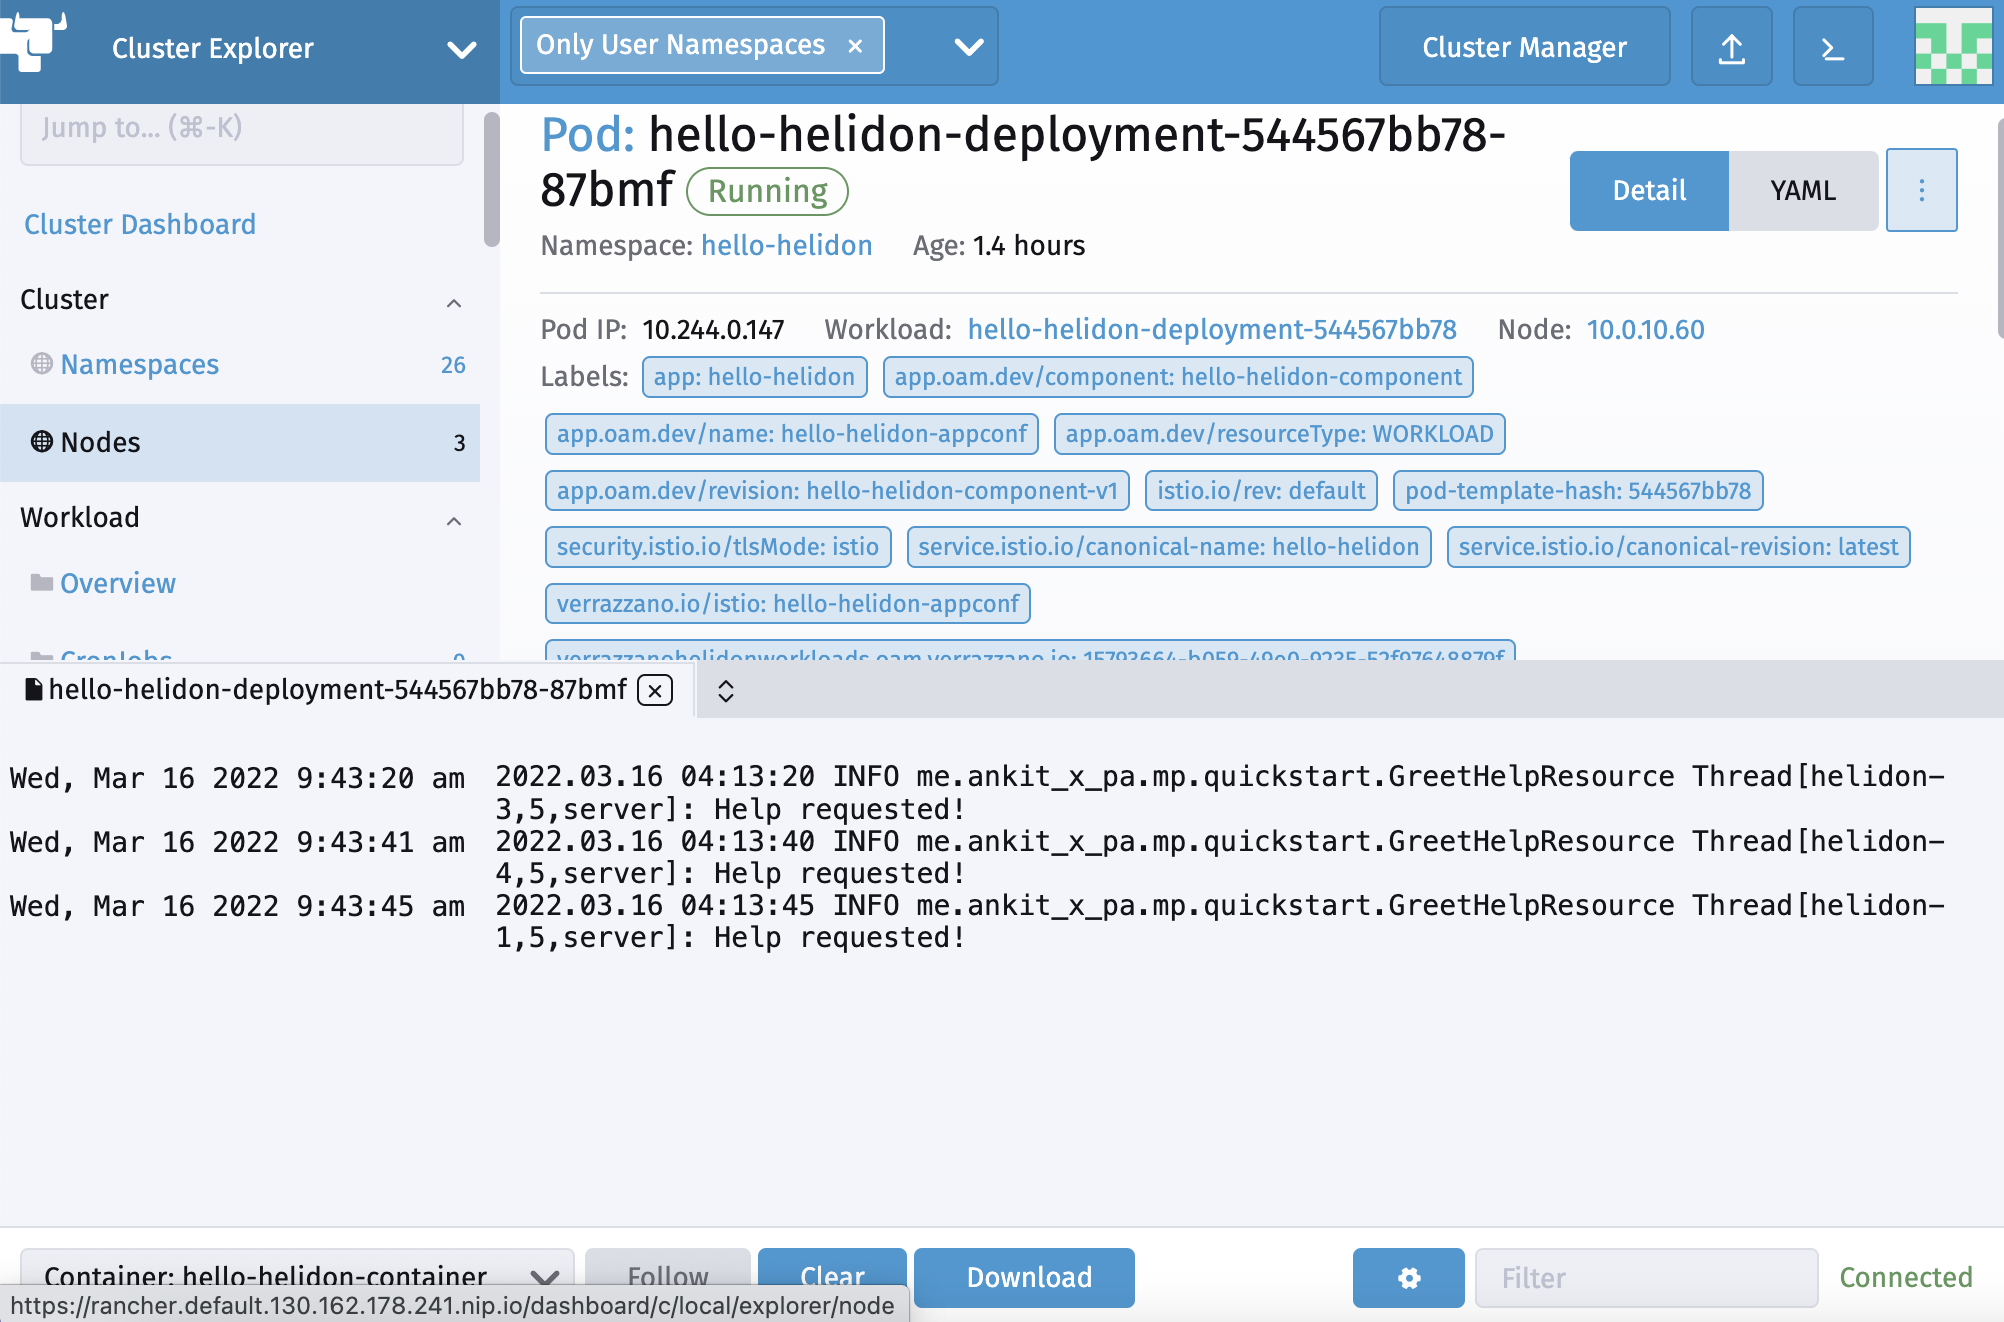 Cluster Explorer
Only User Namespaces ×
Cluster Manager
Jump to... (⌘-K)
Cluster Dashboard
Cluster
Namespaces 26
Nodes 3
Workload
Overview
CronJobs 0
Pod: hello-helidon-deployment-544567bb78-
87bmf Running
Detail YAML
Namespace: hello-helidon Age: 1.4 hours
Pod IP: 10.244.0.147 Workload: hello-helidon-deployment-544567bb78 Node: 10.0.10.60
Labels: app: hello-helidon app.oam.dev/component: hello-helidon-component
app.oam.dev/name: hello-helidon-appconf app.oam.dev/resourceType: WORKLOAD
app.oam.dev/revision: hello-helidon-component-v1 istio.io/rev: default pod-template-hash: 544567bb78
security.istio.io/tlsMode: istio service.istio.io/canonical-name: hello-helidon service.istio.io/canonical-revision: latest
verrazzano.io/istio: hello-helidon-appconf
verrazzanohelidonworkloads.oam.verrazzano.io:
hello-helidon-deployment-544567bb78-87bmf
Wed, Mar 16 2022 9:43:20 am 2022.03.16 04:13:20 INFO me.ankit_x_pa.mp.quickstart.GreetHelpResource Thread[helidon-
3,5,server]: Help requested!
Wed, Mar 16 2022 9:43:41 am 2022.03.16 04:13:40 INFO me.ankit_x_pa.mp.quickstart.GreetHelpResource Thread[helidon-
4,5,server]: Help requested!
Wed, Mar 16 2022 9:43:45 am 2022.03.16 04:13:45 INFO me.ankit_x_pa.mp.quickstart.GreetHelpResource Thread[helidon-
1,5,server]: Help requested!
Container: hello-helidon-container Follow Clear Download Filter Connected
https://rancher.default.130.162.178.241.nip.io/dashboard/c/local/explorer/node